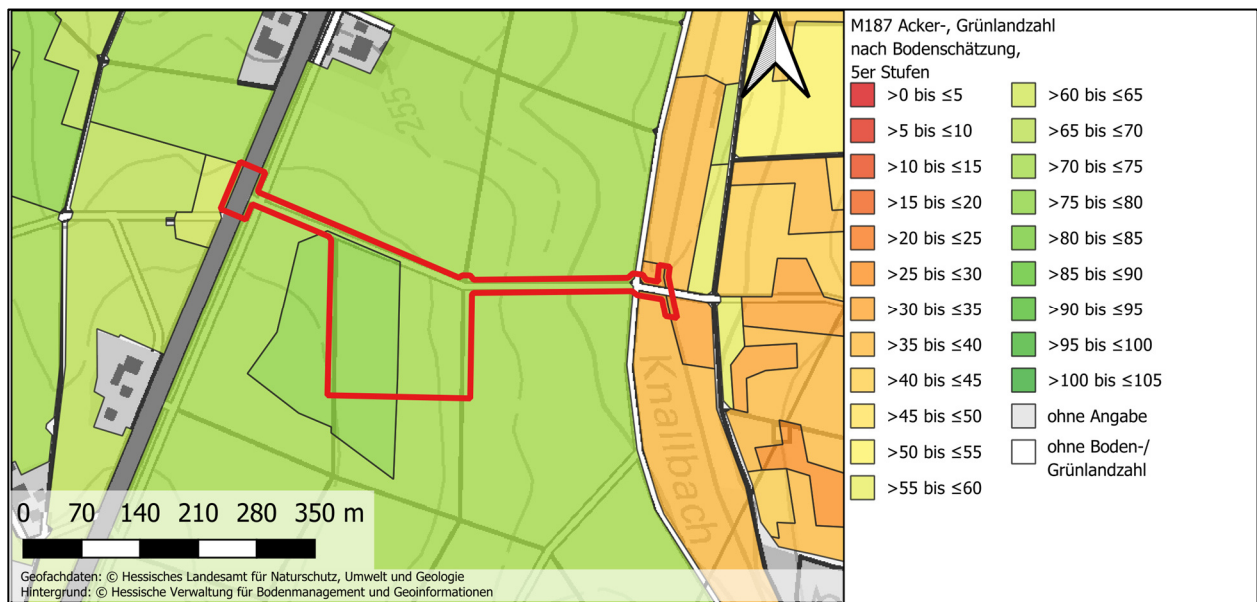 255
Knallbach
0 70 140 210 280 350 m
Geofachdaten: © Hessisches Landesamt für Naturschutz, Umwelt und Geologie
Hintergrund: © Hessische Verwaltung für Bodenmanagement und Geoinformationen
M187 Acker-, Grünlandzahl
nach Bodenschätzung,
5er Stufen
>0 bis ≤5
>5 bis ≤10
>10 bis ≤15
>15 bis ≤20
>20 bis ≤25
>25 bis ≤30
>30 bis ≤35
>35 bis ≤40
>40 bis ≤45
>45 bis ≤50
>50 bis ≤55
>55 bis ≤60
>60 bis ≤65
>65 bis ≤70
>70 bis ≤75
>75 bis ≤80
>80 bis ≤85
>85 bis ≤90
>90 bis ≤95
>95 bis ≤100
>100 bis ≤105
ohne Angabe
ohne Boden-/
Grünlandzahl